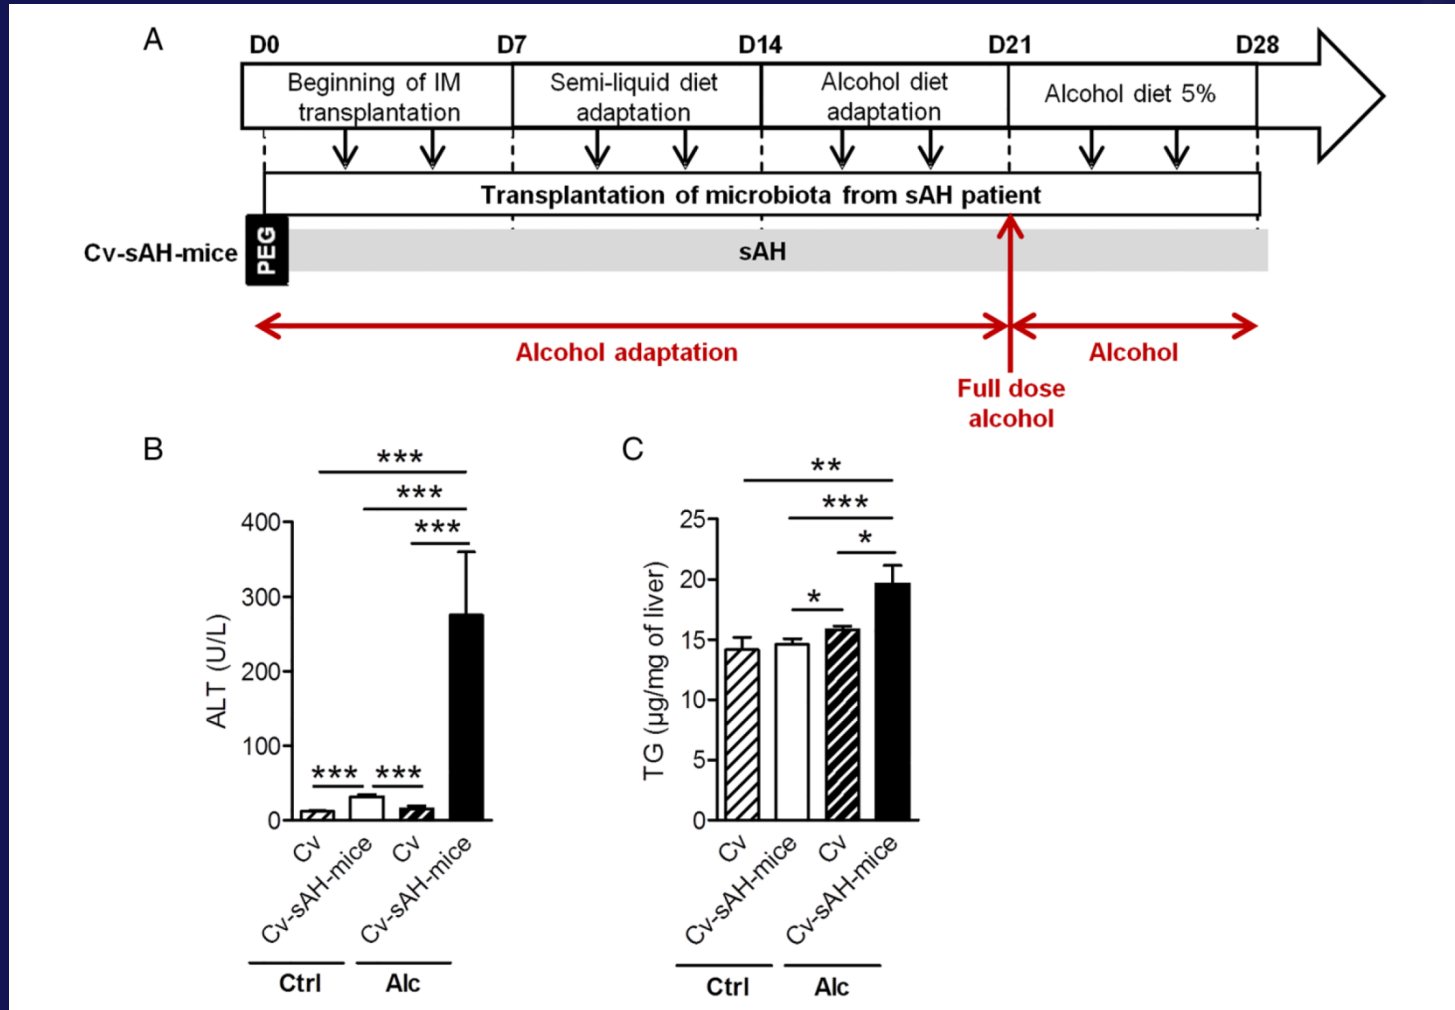 A
D0 D7 D14 D21 D28
Beginning of IM
transplantation
Semi-liquid diet
adaptation
Alcohol diet
adaptation
Alcohol diet 5%
Transplantation of microbiota from sAH patient
Cv-sAH-mice
PEG
sAH
Alcohol adaptation
Alcohol
Full dose
alcohol
B
***
***
***
400
300
200
100
0
ALT (U/L)
*** ***
Cv
Cv-sAH-mice
Cv
Cv-sAH-mice
Ctrl
Alc
C
**
***
*
*
25
20
15
10
5
0
TG (µg/mg of liver)
Cv
Cv-sAH-mice
Cv
Cv-sAH-mice
Ctrl
Alc